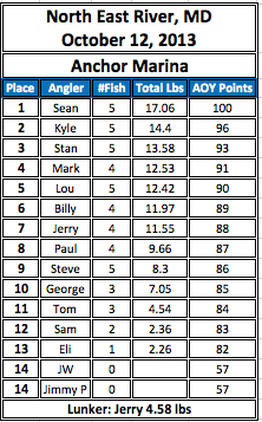 North East River, MD
October 12, 2013
Anchor Marina
Place Angler #Fish Total Lbs AOY Points
1 Sean 5 17.06 100
2 Kyle 5 14.4 96
3 Stan 5 13.58 93
4 Mark 4 12.53 91
5 Lou 5 12.42 90
6 Billy 4 11.97 89
7 Jerry 4 11.55 88
8 Paul 4 9.66 87
9 Steve 5 8.3 86
10 George 3 7.05 85
11 Tom 3 4.54 84
12 Sam 2 2.36 83
13 Eli 1 2.26 82
14 JW 0 57
14 Jimmy P 0 57
Lunker: Jerry 4.58 lbs